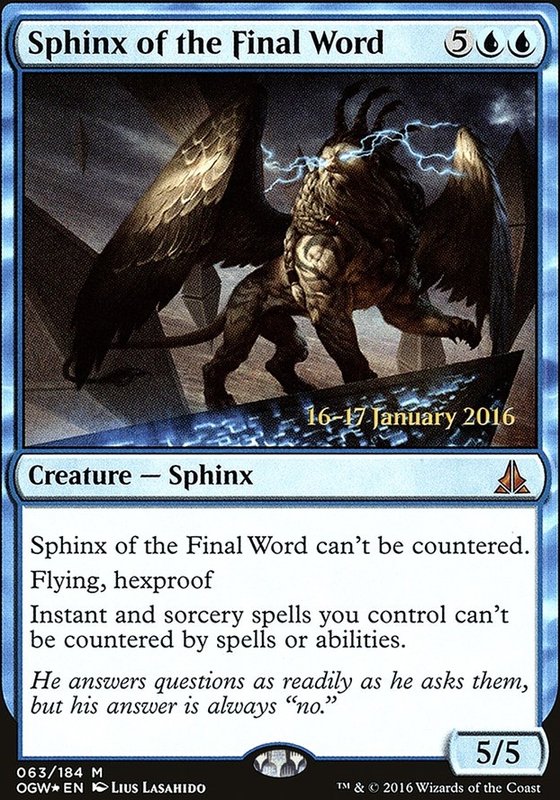 Sphinx of the Final Word 5
16–17 January 2016
Creature — Sphinx
Sphinx of the Final Word can't be countered.
Flying, hexproof
Instant and sorcery spells you control can't
be countered by spells or abilities.
He answers questions as readily as he asks them,
but his answer is always “no.”
5/5
063/184 M
OGW★EN Lius Lasahido
™ & © 2016 Wizards of the Coast